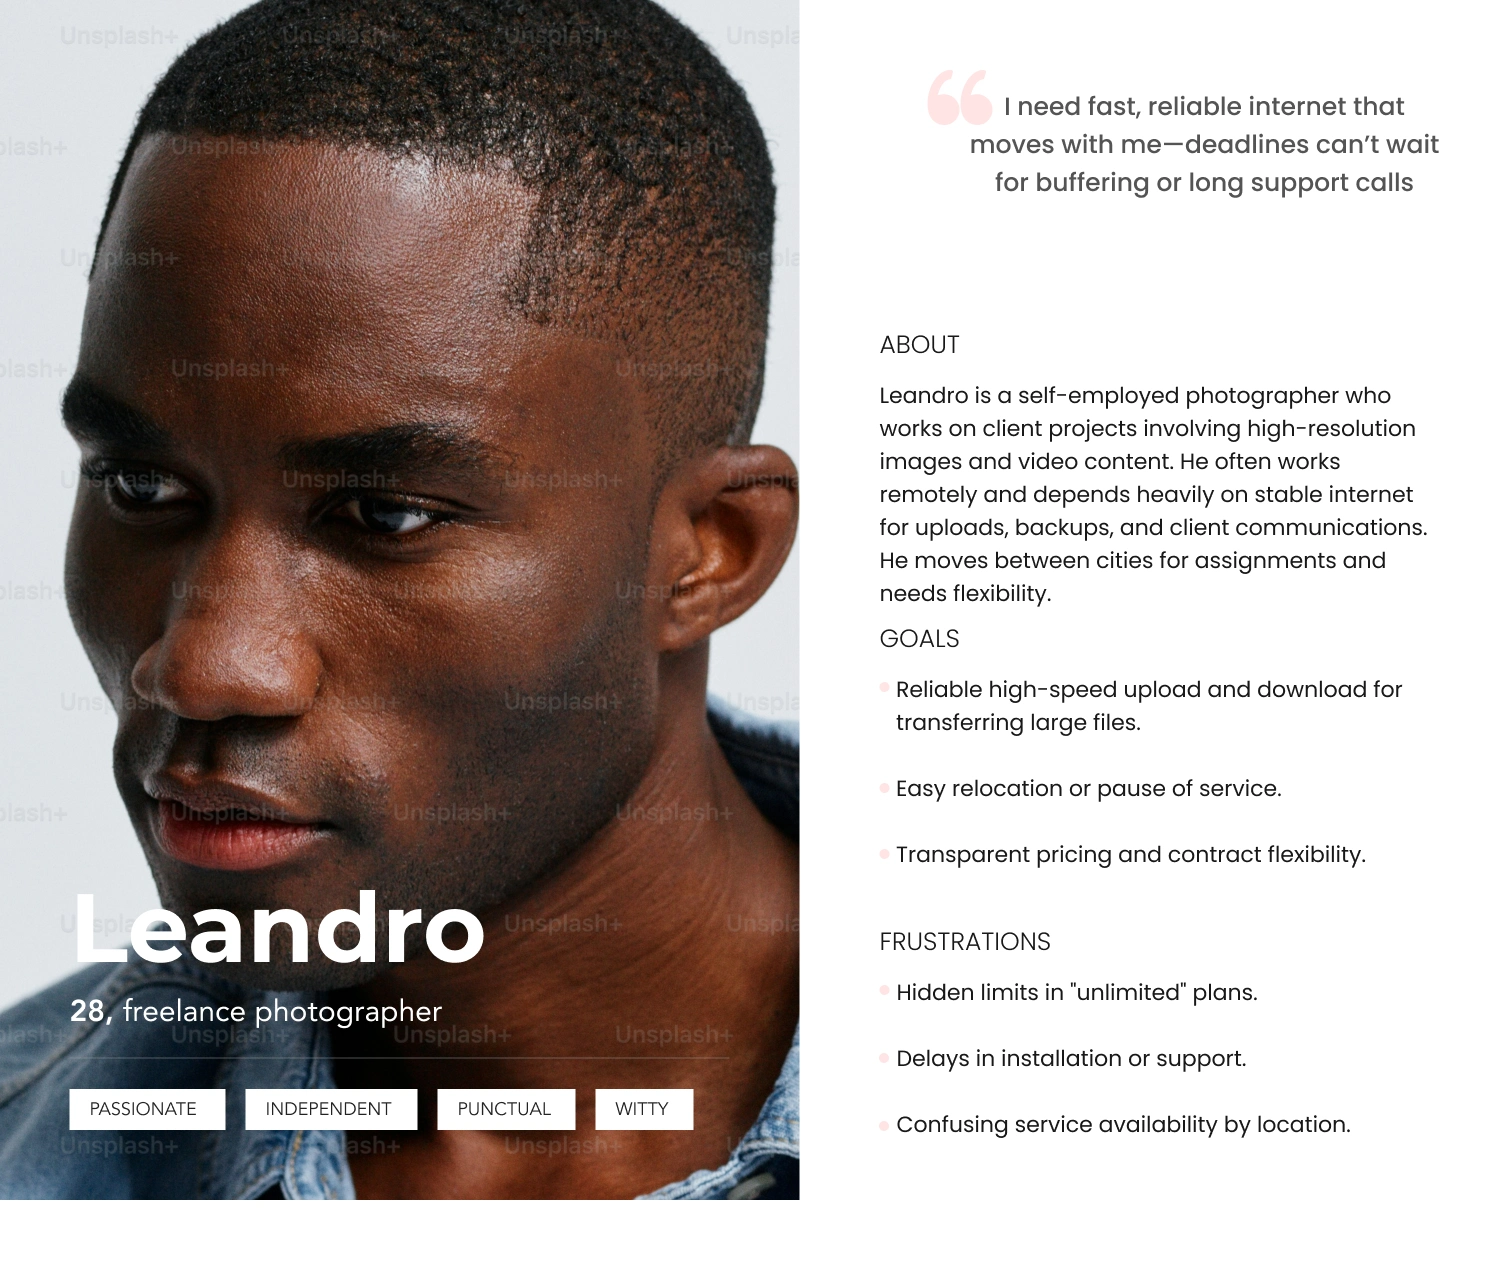 I need fast, reliable internet that
moves with me—deadlines can’t wait
for buffering or long support calls
ABOUT
Leandro is a self-employed photographer who
works on client projects involving high-resolution
images and video content. He often works
remotely and depends heavily on stable internet
for uploads, backups, and client communications.
He moves between cities for assignments and
needs flexibility.
GOALS
Reliable high-speed upload and download for
transferring large files.
Easy relocation or pause of service.
Transparent pricing and contract flexibility.
FRUSTRATIONS
Hidden limits in "unlimited" plans.
Delays in installation or support.
Confusing service availability by location.
Leandro
28, freelance photographer
PASSIONATE INDEPENDENT PUNCTUAL WITTY
Unsplash+